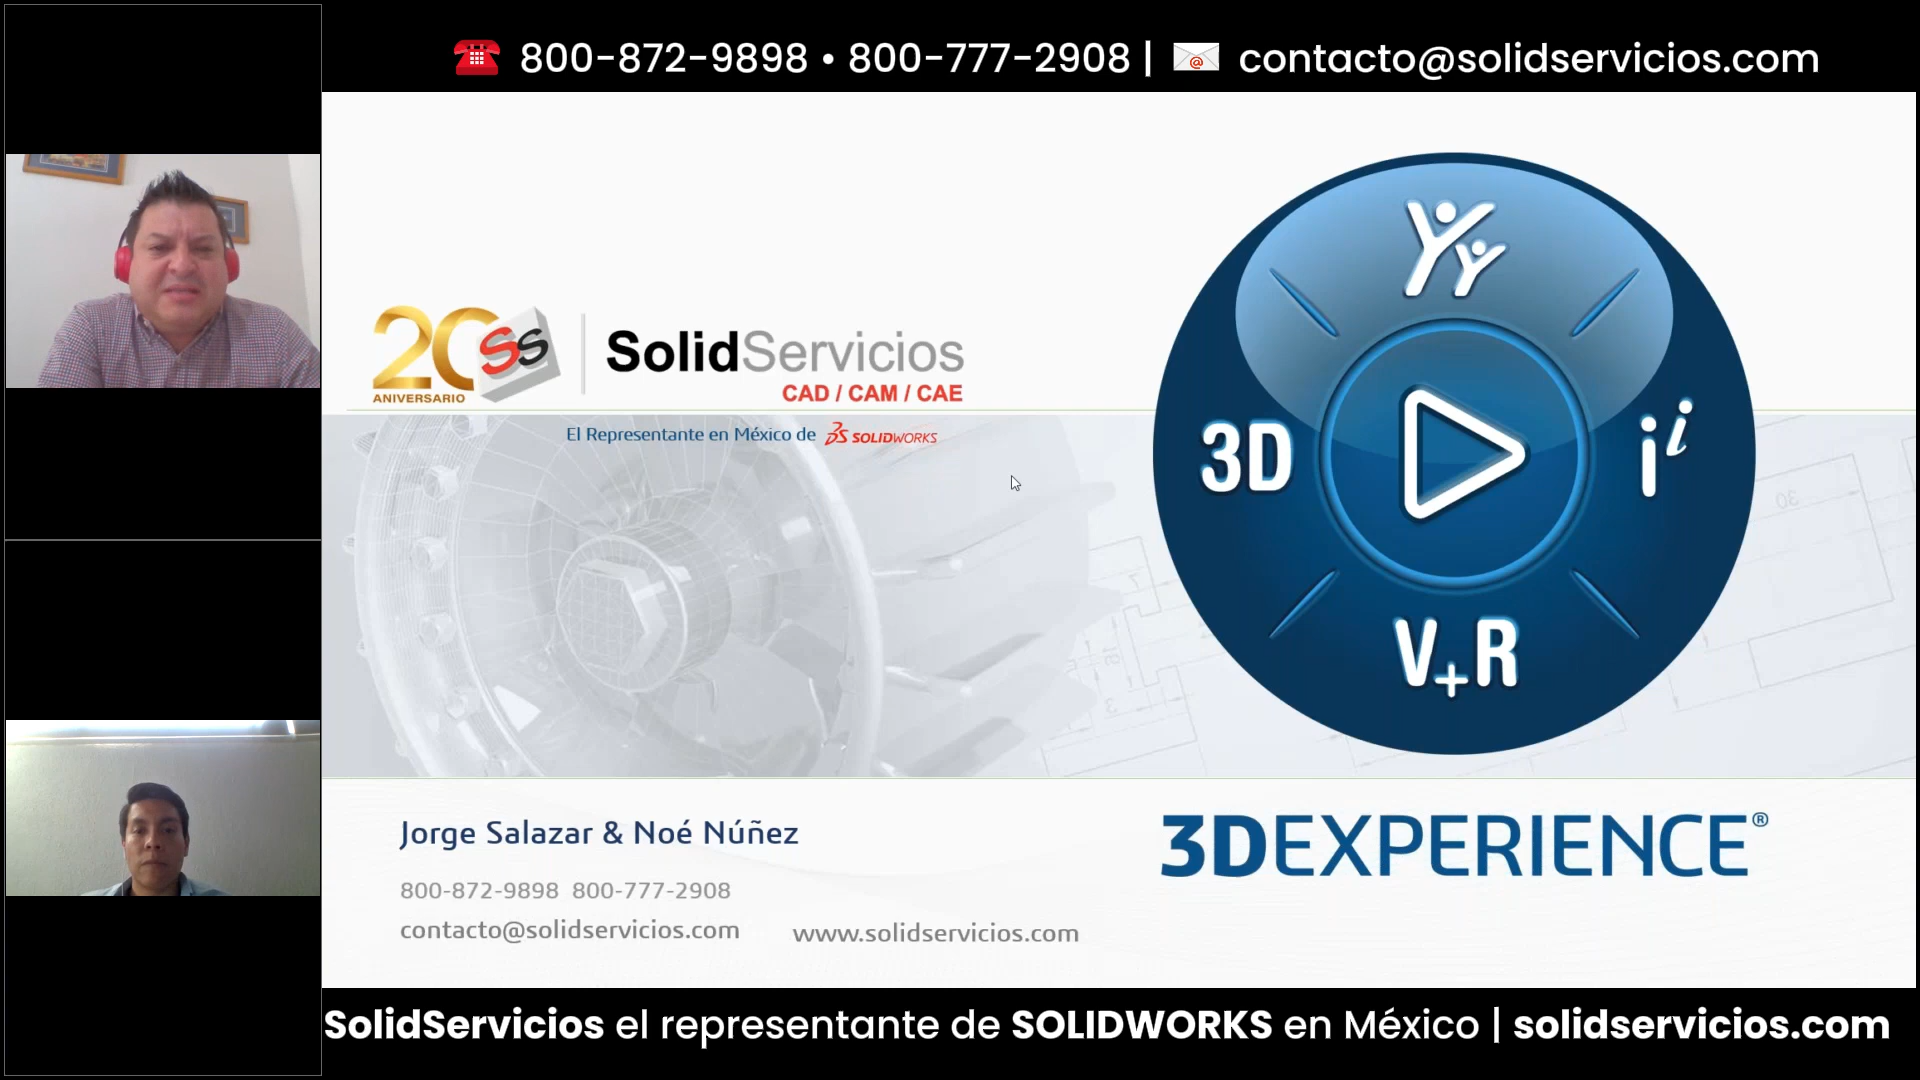 800-872-9898 • 800-777-2908 | contacto@solidservicios.com
20 SS
ANIVERSARIO
SolidServicios
CAD / CAM / CAE
El Representante en México de SOLIDWORKS
3D
i i
V+R
3DEXPERIENCE®
Jorge Salazar & Noé Núñez
800-872-9898 800-777-2908
contacto@solidservicios.com
www.solidservicios.com
SolidServicios el representante de SOLIDWORKS en México | solidservicios.com